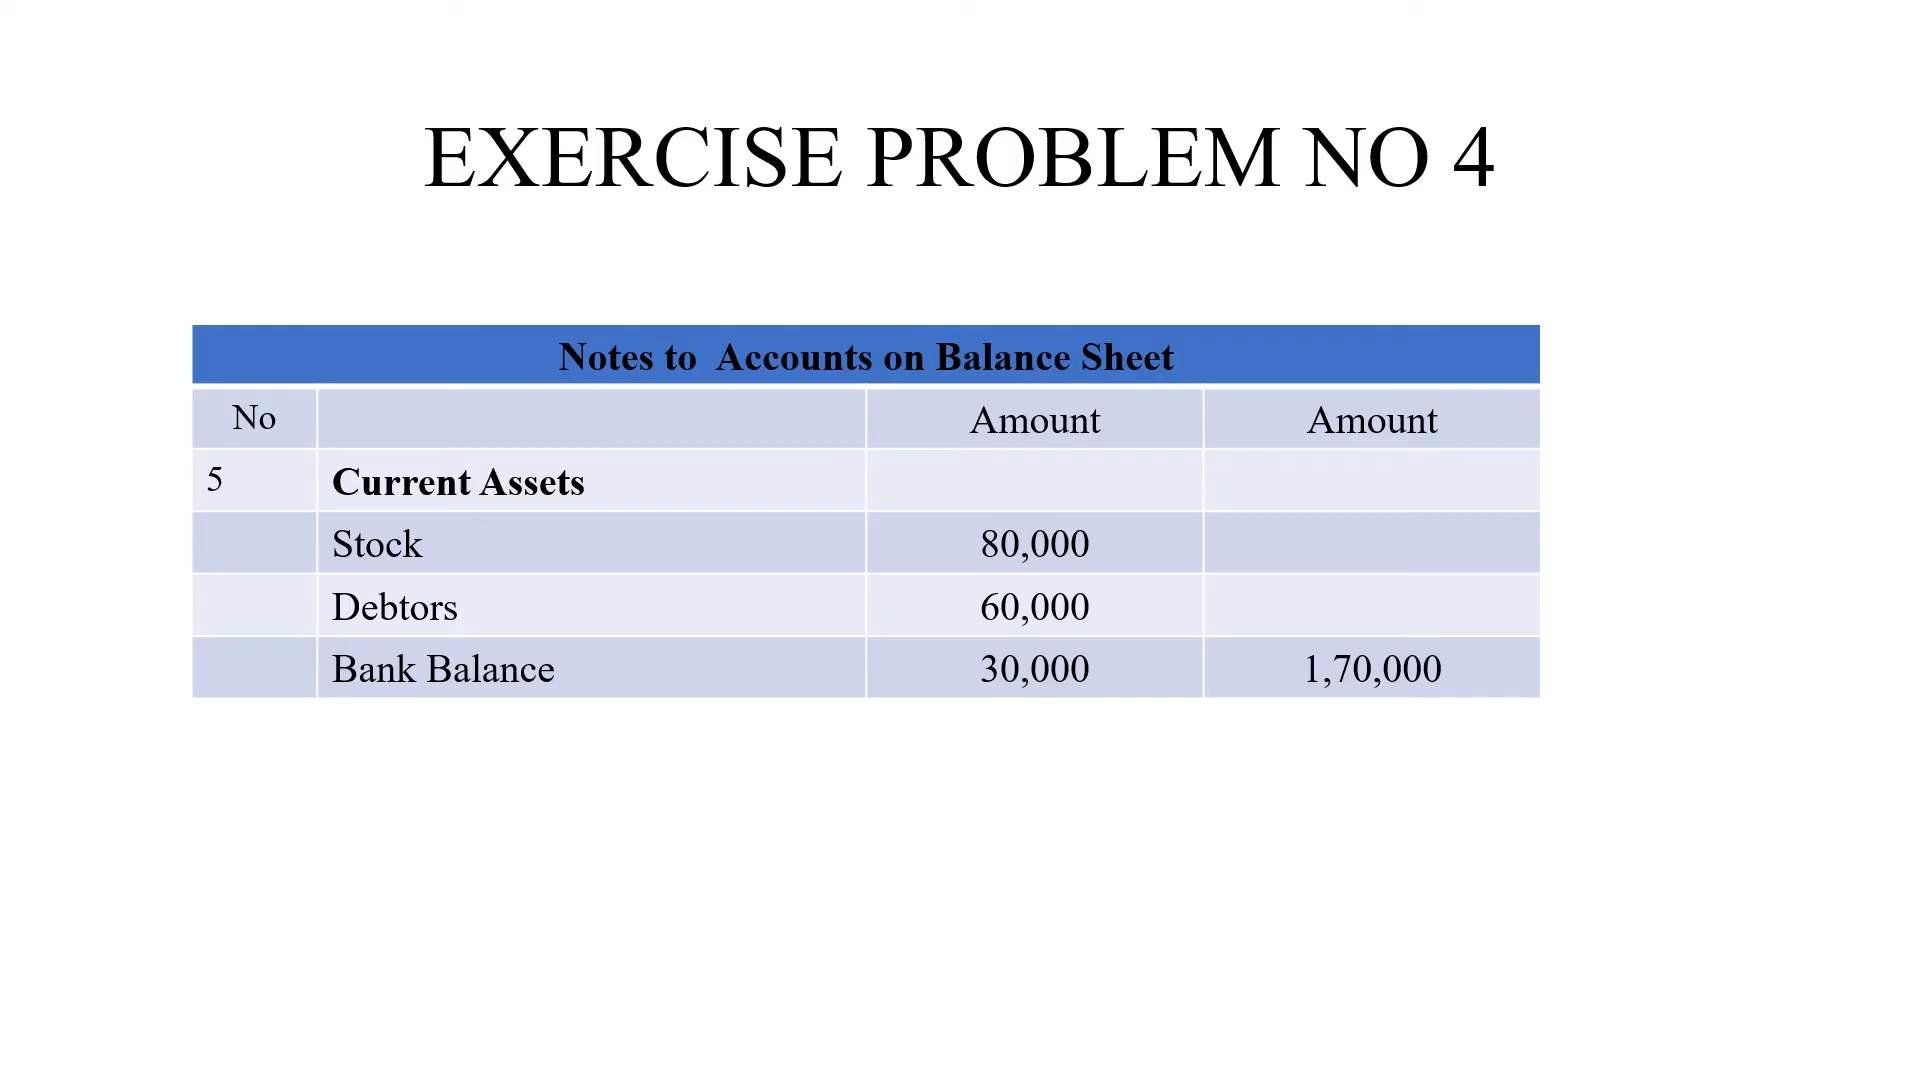 EXERCISE PROBLEM NO 4
Notes to Accounts on Balance Sheet
No Amount Amount
5 Current Assets
Stock 80,000
Debtors 60,000
Bank Balance 30,000 1,70,000